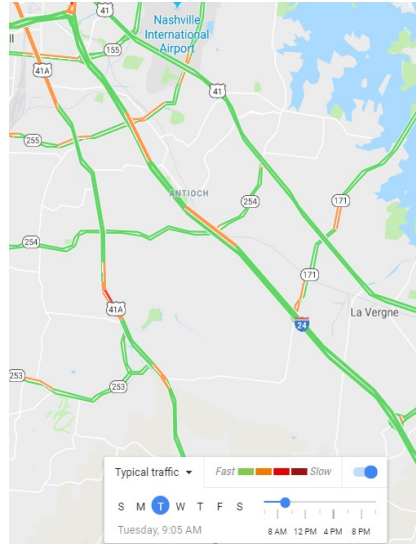 41
Nashville
International
Airport
155
41A
41
255
ANTIOCH
171
254
254
171
41A
24
La Vergne
253
253
Typical traffic
Fast
Slow
S M T W T F S
Tuesday, 9:05 AM
8 AM 12 PM 4 PM 8 PM